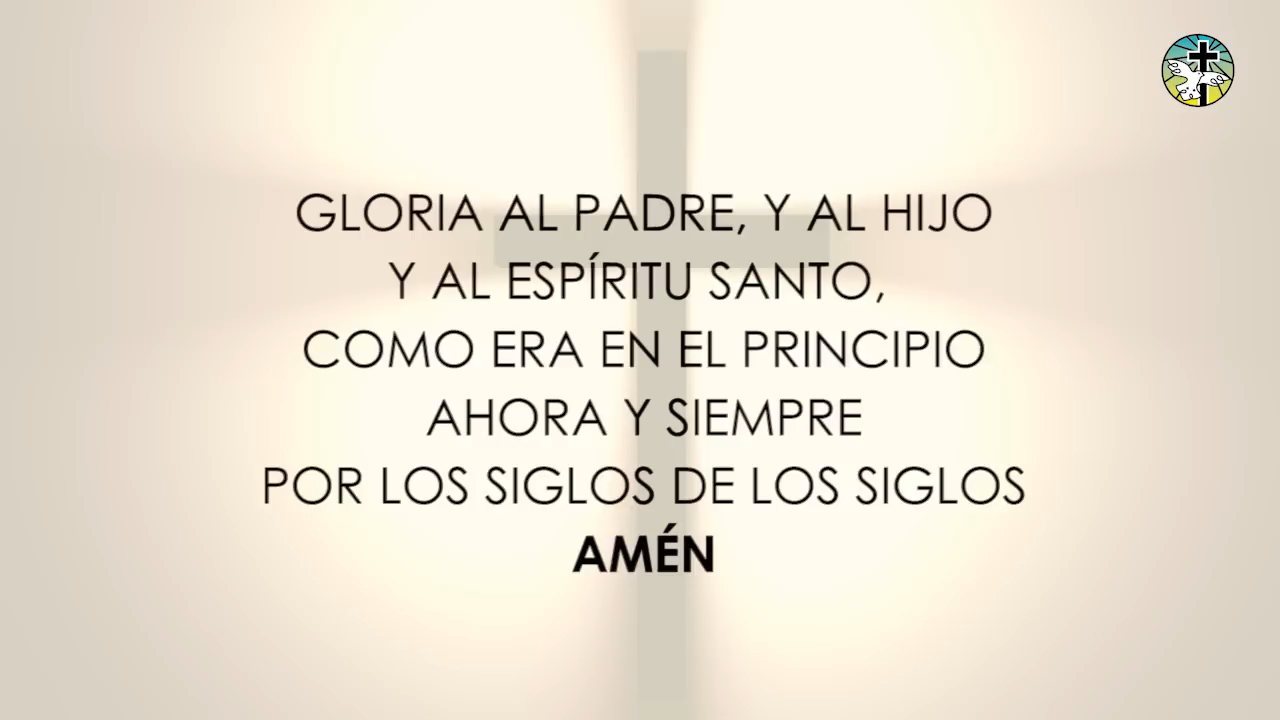 GLORIA AL PADRE, Y AL HIJO
Y AL ESPÍRITU SANTO,
COMO ERA EN EL PRINCIPIO
AHORA Y SIEMPRE
POR LOS SIGLOS DE LOS SIGLOS
AMÉN